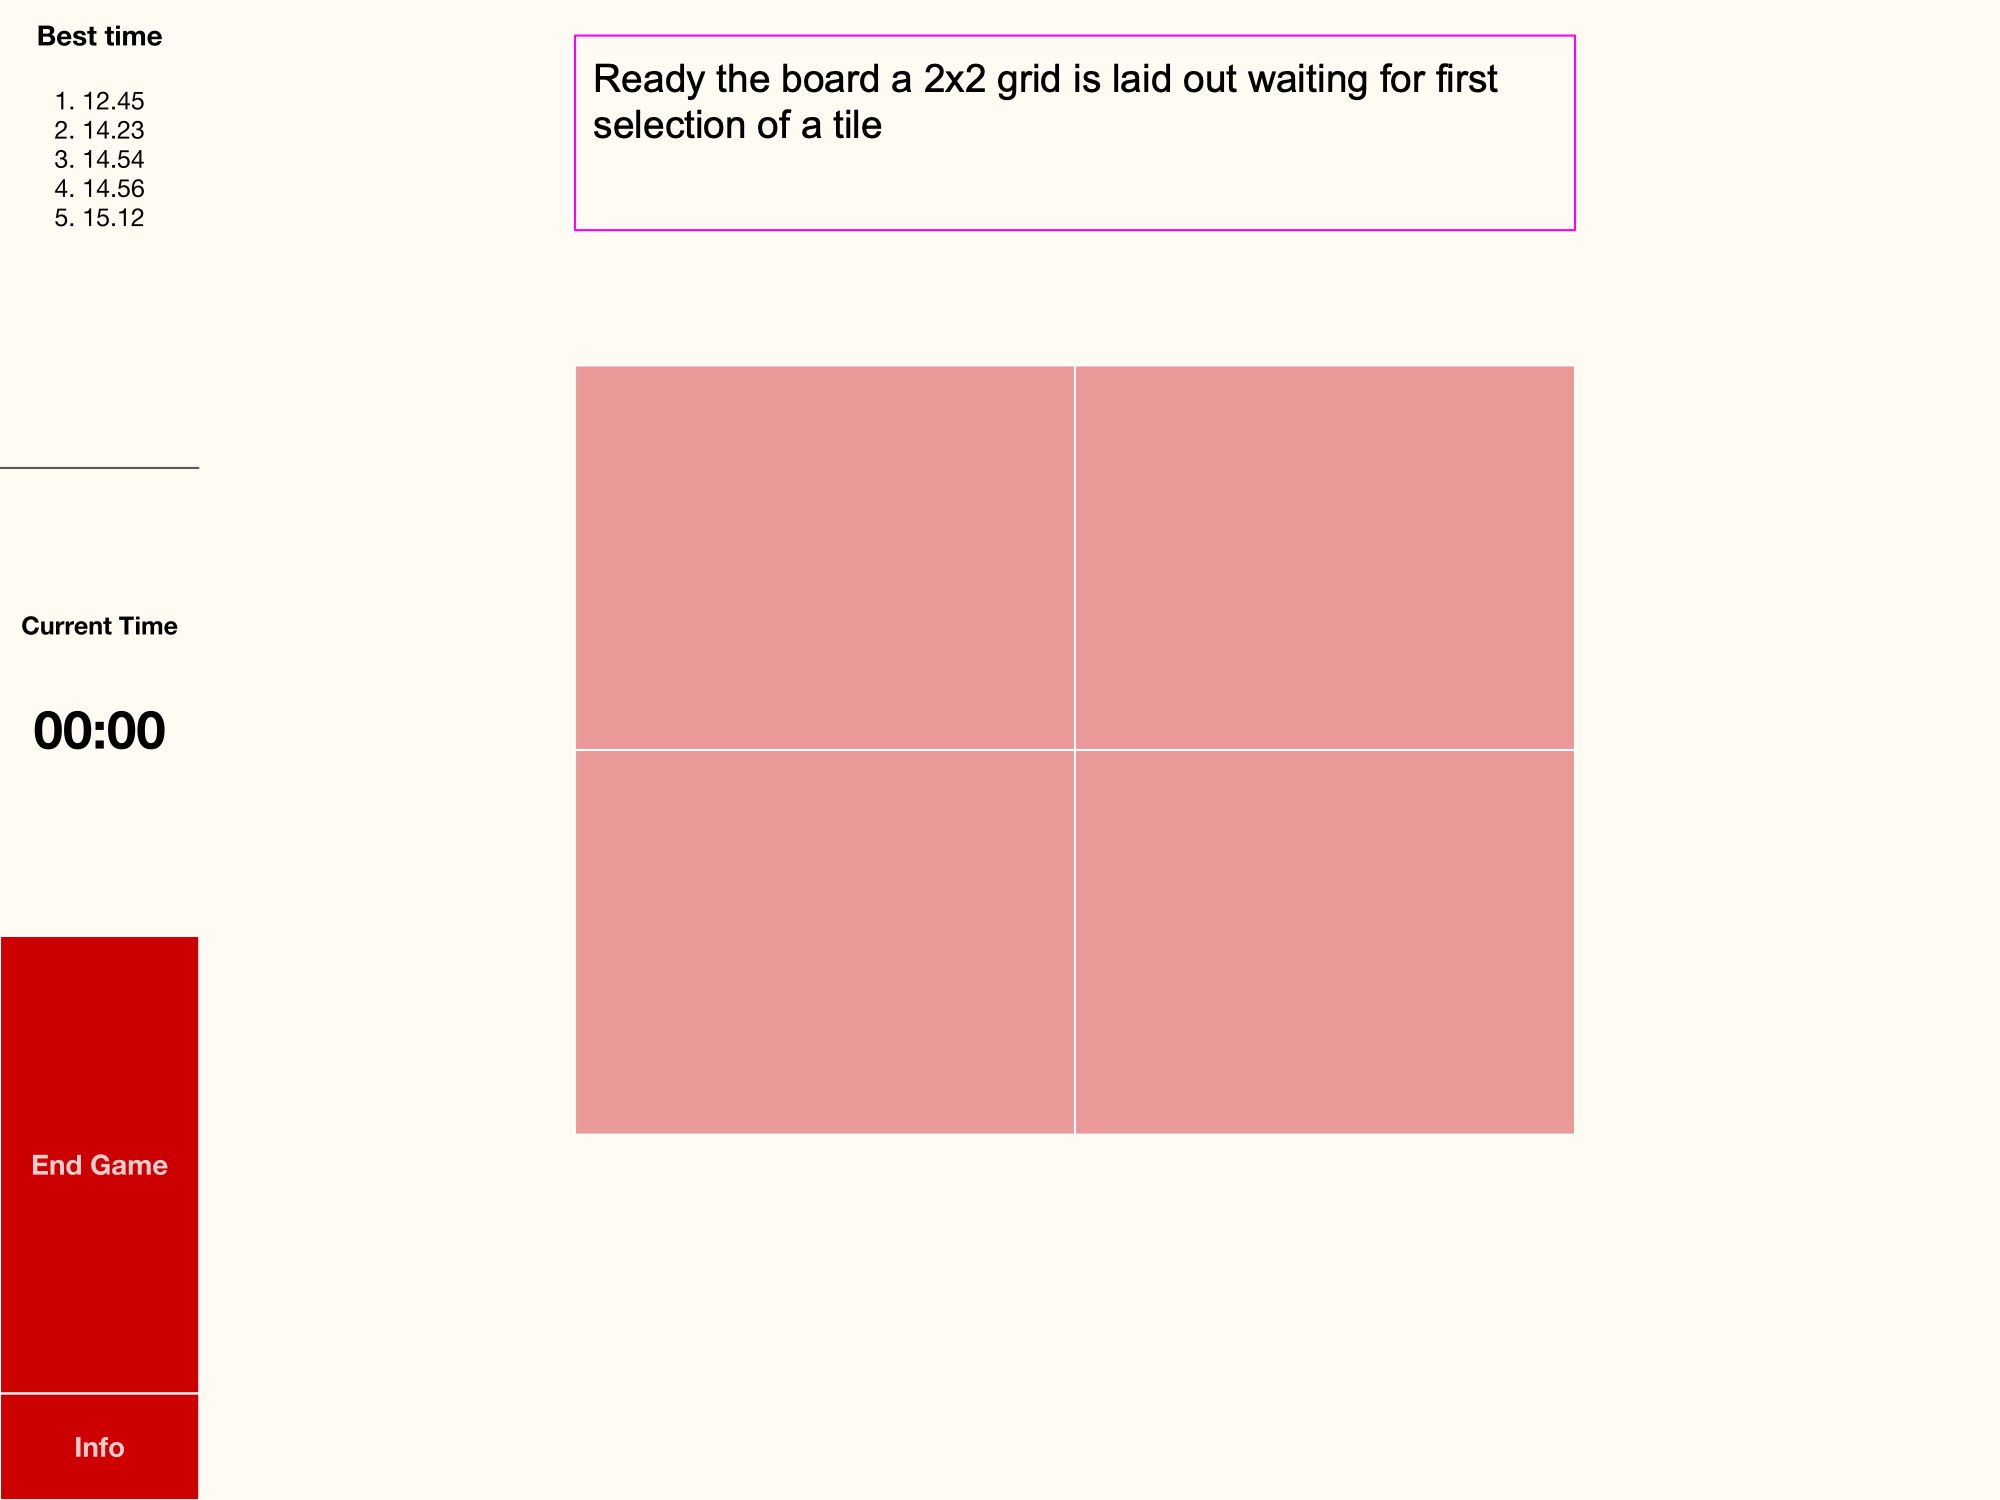 Best time
1. 12.45
2. 14.23
3. 14.54
4. 14.56
5. 15.12
Ready the board a 2x2 grid is laid out waiting for first
selection of a tile
Current Time
00:00
End Game
Info